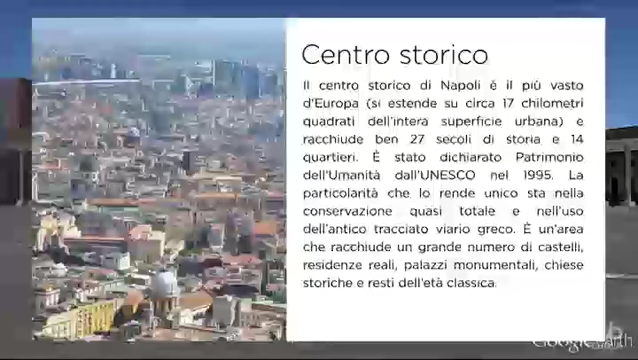 Centro storico
Il centro storico di Napoli è il più vasto
d'Europa (si estende su circa 17 chilometri
quadrati dell'intera superficie urbana) e
racchiude ben 27 secoli di storia e 14
quartieri. È stato dichiarato Patrimonio
dell'Umanità dall'UNESCO nel 1995. La
particolarità che lo rende unico sta nella
conservazione quasi totale e nell'uso
dell'antico tracciato viario greco. È un'area
che racchiude un grande numero di castelli,
residenze reali, palazzi monumentali, chiese
storiche e resti dell'età classica.
Google earth